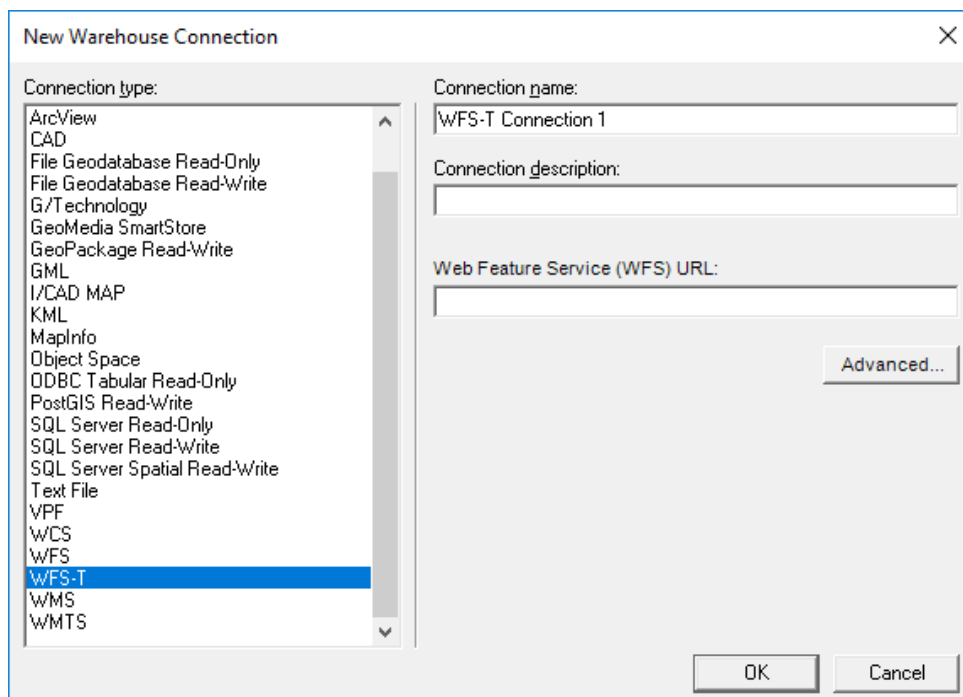 New Warehouse Connection
Connection type:
ArcView
CAD
File Geodatabase Read-Only
File Geodatabase Read-Write
G/Technology
GeoMedia SmartStore
GeoPackage Read-Write
GML
I/CAD MAP
KML
MapInfo
Object Space
ODBC Tabular Read-Only
PostGIS Read-Write
SQL Server Read-Only
SQL Server Read-Write
SQL Server Spatial Read-Write
Text File
VPF
WCS
WFS
WFS-T
WMS
WMTS
Connection name:
WFS-T Connection 1
Connection description:
Web Feature Service (WFS) URL:
Advanced...
OK
Cancel